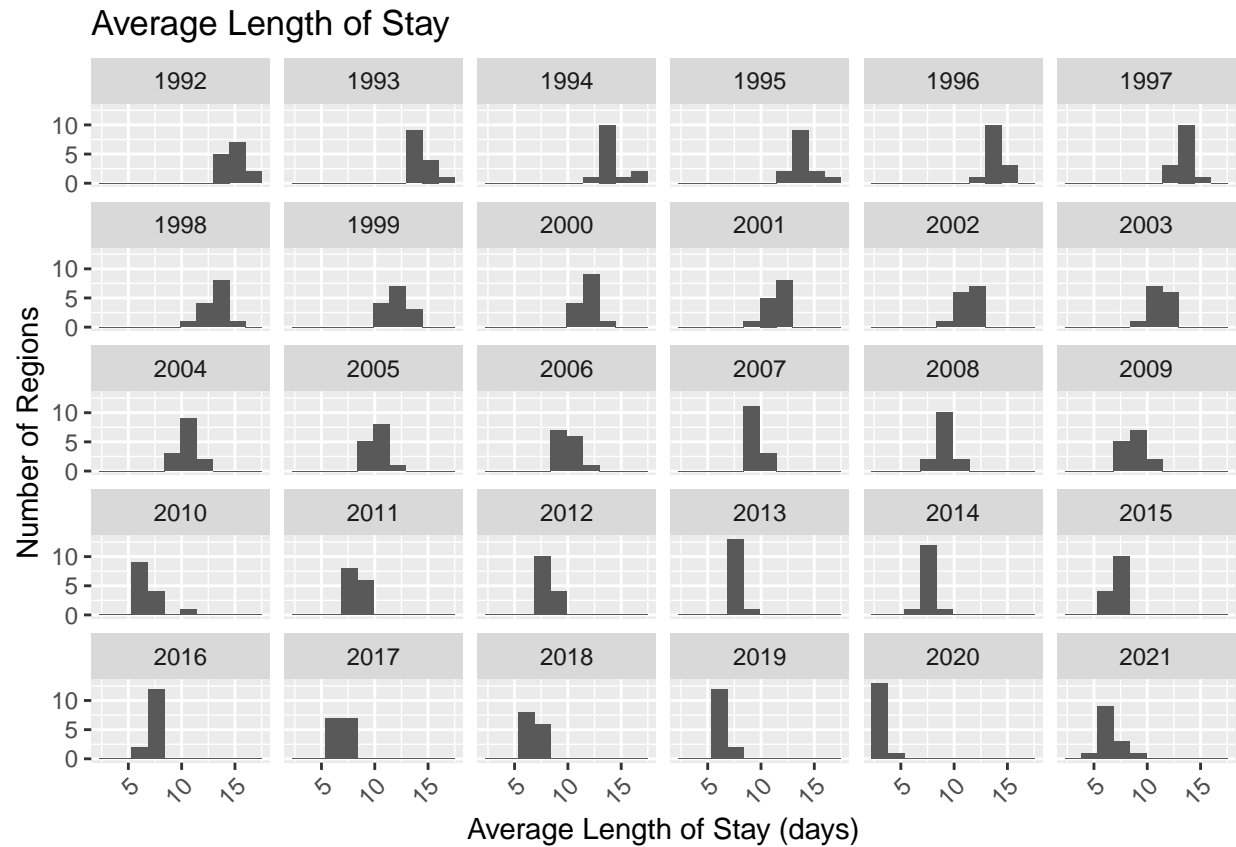 Average Length of Stay
1992 1993 1994 1995 1996 1997
10
5
0
1998 1999 2000 2001 2002 2003
10
5
0
2004 2005 2006 2007 2008 2009
10
5
0
2010 2011 2012 2013 2014 2015
10
5
0
2016 2017 2018 2019 2020 2021
10
5
0
5 10 15 5 10 15 5 10 15 5 10 15 5 10 15 5 10 15
Average Length of Stay (days)
Number of Regions